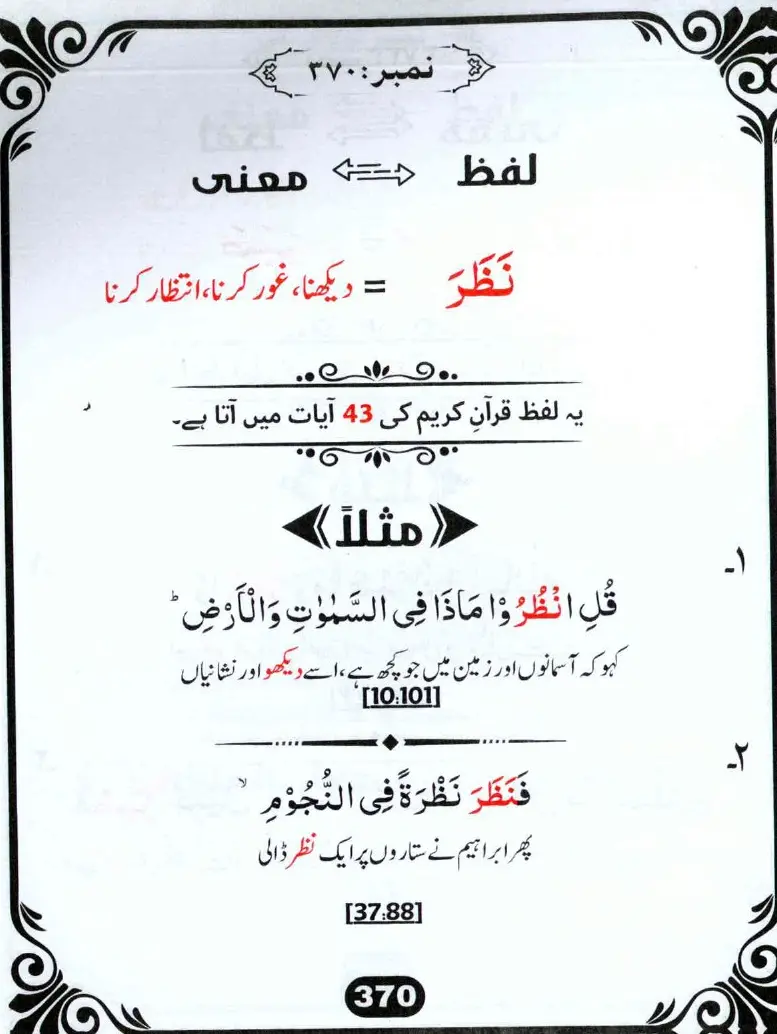 نمبر: ۳۷۰
لفظ معنی
نَظَرَ = دیکھنا، غور کرنا، انتظار کرنا
یہ لفظ قرآنِ کریم کی 43 آیات میں آتا ہے۔
مثلاً
۱۔
قُلِ انْظُرُوْا مَاذَا فِی السَّمٰوٰتِ وَالْاَرْضِ ؕ
کہو کہ آسمانوں اور زمین میں جو کچھ ہے، اسے دیکھو اور نشانیاں
[10:101]
۲۔
فَنَظَرَ نَظْرَةً فِی النُّجُوْمِ ۙ
پھر ابراہیم نے ستاروں پر ایک نظر ڈالی
[37:88]
370